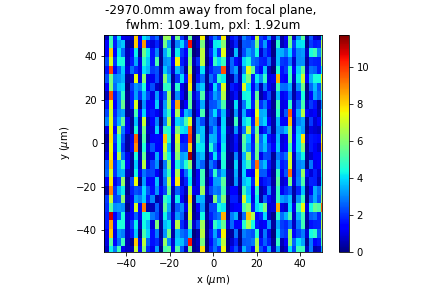 -2970.0mm away from focal plane,
fwhm: 109.1um, pxl: 1.92um
40
20
0
−20
−40
y (μm)
−40 −20 0 20 40
x (μm)
10
8
6
4
2
0